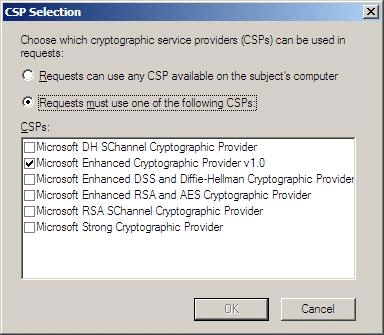 CSP Selection
Choose which cryptographic service providers (CSPs) can be used in
requests:
Requests can use any CSP available on the subject's computer
Requests must use one of the following CSPs:
CSPs:
Microsoft DH SChannel Cryptographic Provider
Microsoft Enhanced Cryptographic Provider v1.0
Microsoft Enhanced DSS and Diffie-Hellman Cryptographic Provider
Microsoft Enhanced RSA and AES Cryptographic Provider
Microsoft RSA SChannel Cryptographic Provider
Microsoft Strong Cryptographic Provider
OK
Cancel